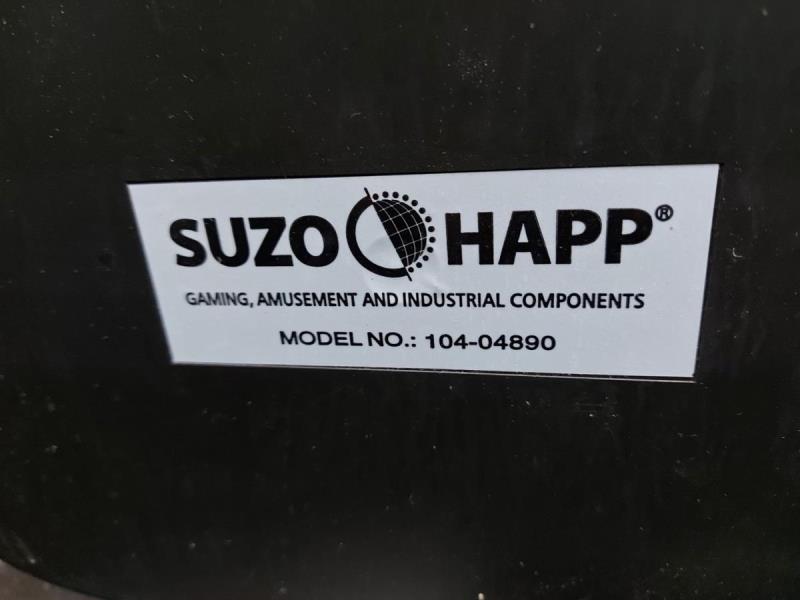 SUZO HAPP®
GAMING, AMUSEMENT AND INDUSTRIAL COMPONENTS
MODEL NO.: 104-04890